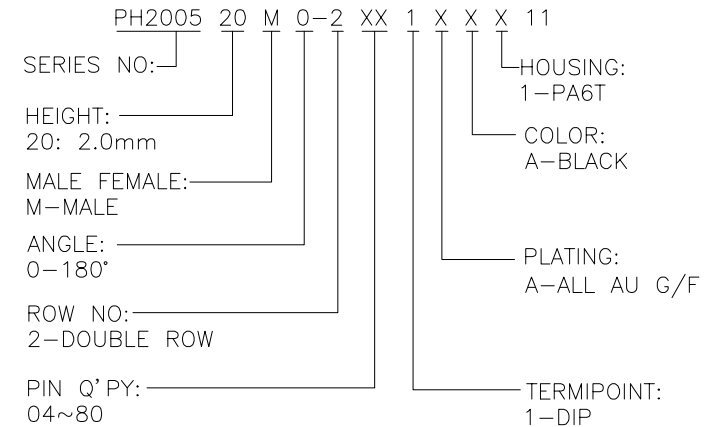 PH2005 20 M 0-2 XX 1 X X X 11
SERIES NO:
HEIGHT:
20: 2.0mm
MALE FEMALE:
M-MALE
ANGLE:
0-180°
ROW NO:
2-DOUBLE ROW
PIN Q'PY:
04~80
HOUSING:
1-PA6T
COLOR:
A-BLACK
PLATING:
A-ALL AU G/F
TERMIPOINT:
1-DIP